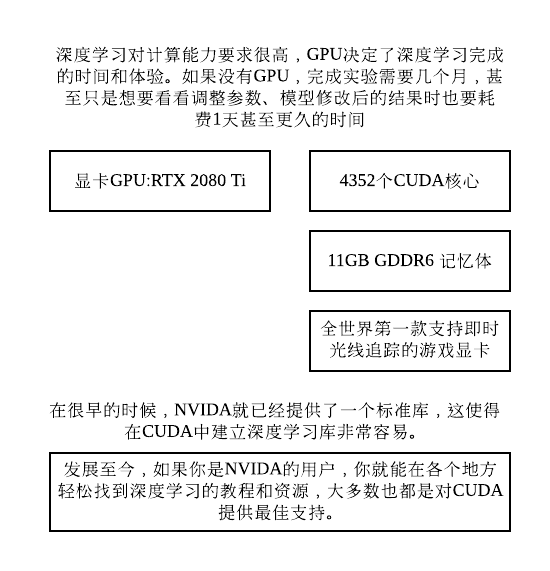 深度学习对计算能力要求很高，GPU决定了深度学习完成
的时间和体验。如果没有GPU，完成实验需要几个月，甚
至只是想要看看调整参数、模型修改后的结果时也要耗
费1天甚至更久的时间
显卡GPU:RTX 2080 Ti
4352个CUDA核心
11GB GDDR6 记忆体
全世界第一款支持即时
光线追踪的游戏显卡
在很早的时候，NVIDA就已经提供了一个标准库，这使得
在CUDA中建立深度学习库非常容易。
发展至今，如果你是NVIDA的用户，你就能在各个地方
轻松找到深度学习的教程和资源，大多数也都是对CUDA
提供最佳支持。